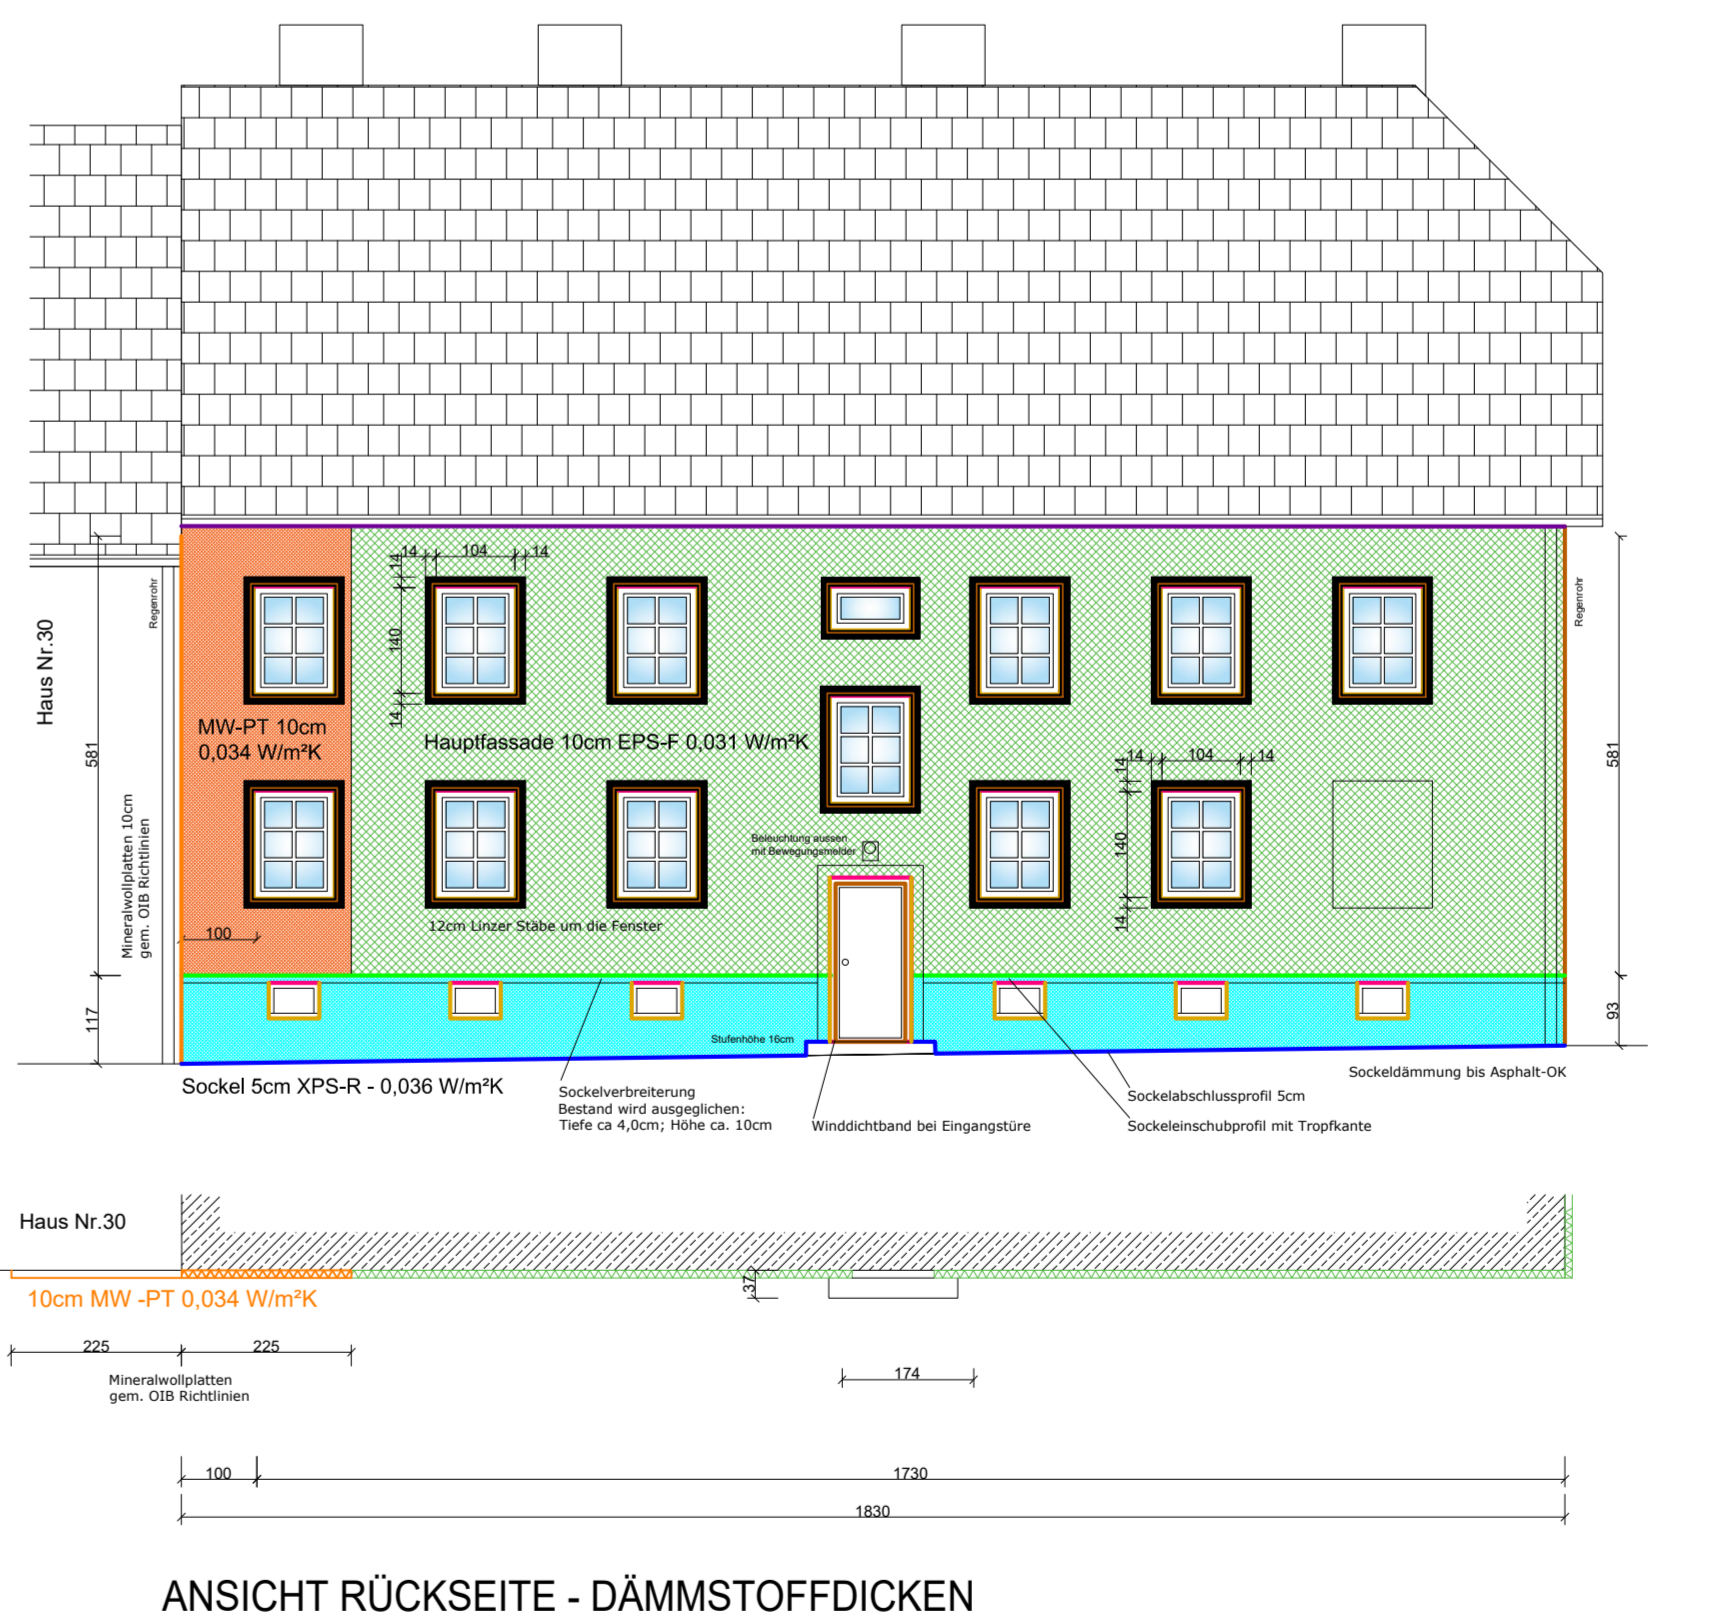 14
104
14
14
140
14
Haus Nr.30
Regenrohr
Regenrohr
MW-PT 10cm
0,034 W/m²K
Hauptfassade 10cm EPS-F 0,031 W/m²K
581
581
14
104
14
14
140
14
Mineralwollplatten 10cm
gem. OIB Richtlinien
Beleuchtung aussen
mit Bewegungsmelder
12cm Linzer Stäbe um die Fenster
100
117
93
Stufenhöhe 16cm
Sockel 5cm XPS-R - 0,036 W/m²K
Sockelverbreiterung
Bestand wird ausgeglichen:
Tiefe ca 4,0cm; Höhe ca. 10cm
Winddichtband bei Eingangstüre
Sockeldämmung bis Asphalt-OK
Sockelabschlussprofil 5cm
Sockeleinschubprofil mit Tropfkante
Haus Nr.30
37
10cm MW -PT 0,034 W/m²K
225
225
Mineralwollplatten
gem. OIB Richtlinien
174
100
1730
1830
ANSICHT RÜCKSEITE - DÄMMSTOFFDICKEN